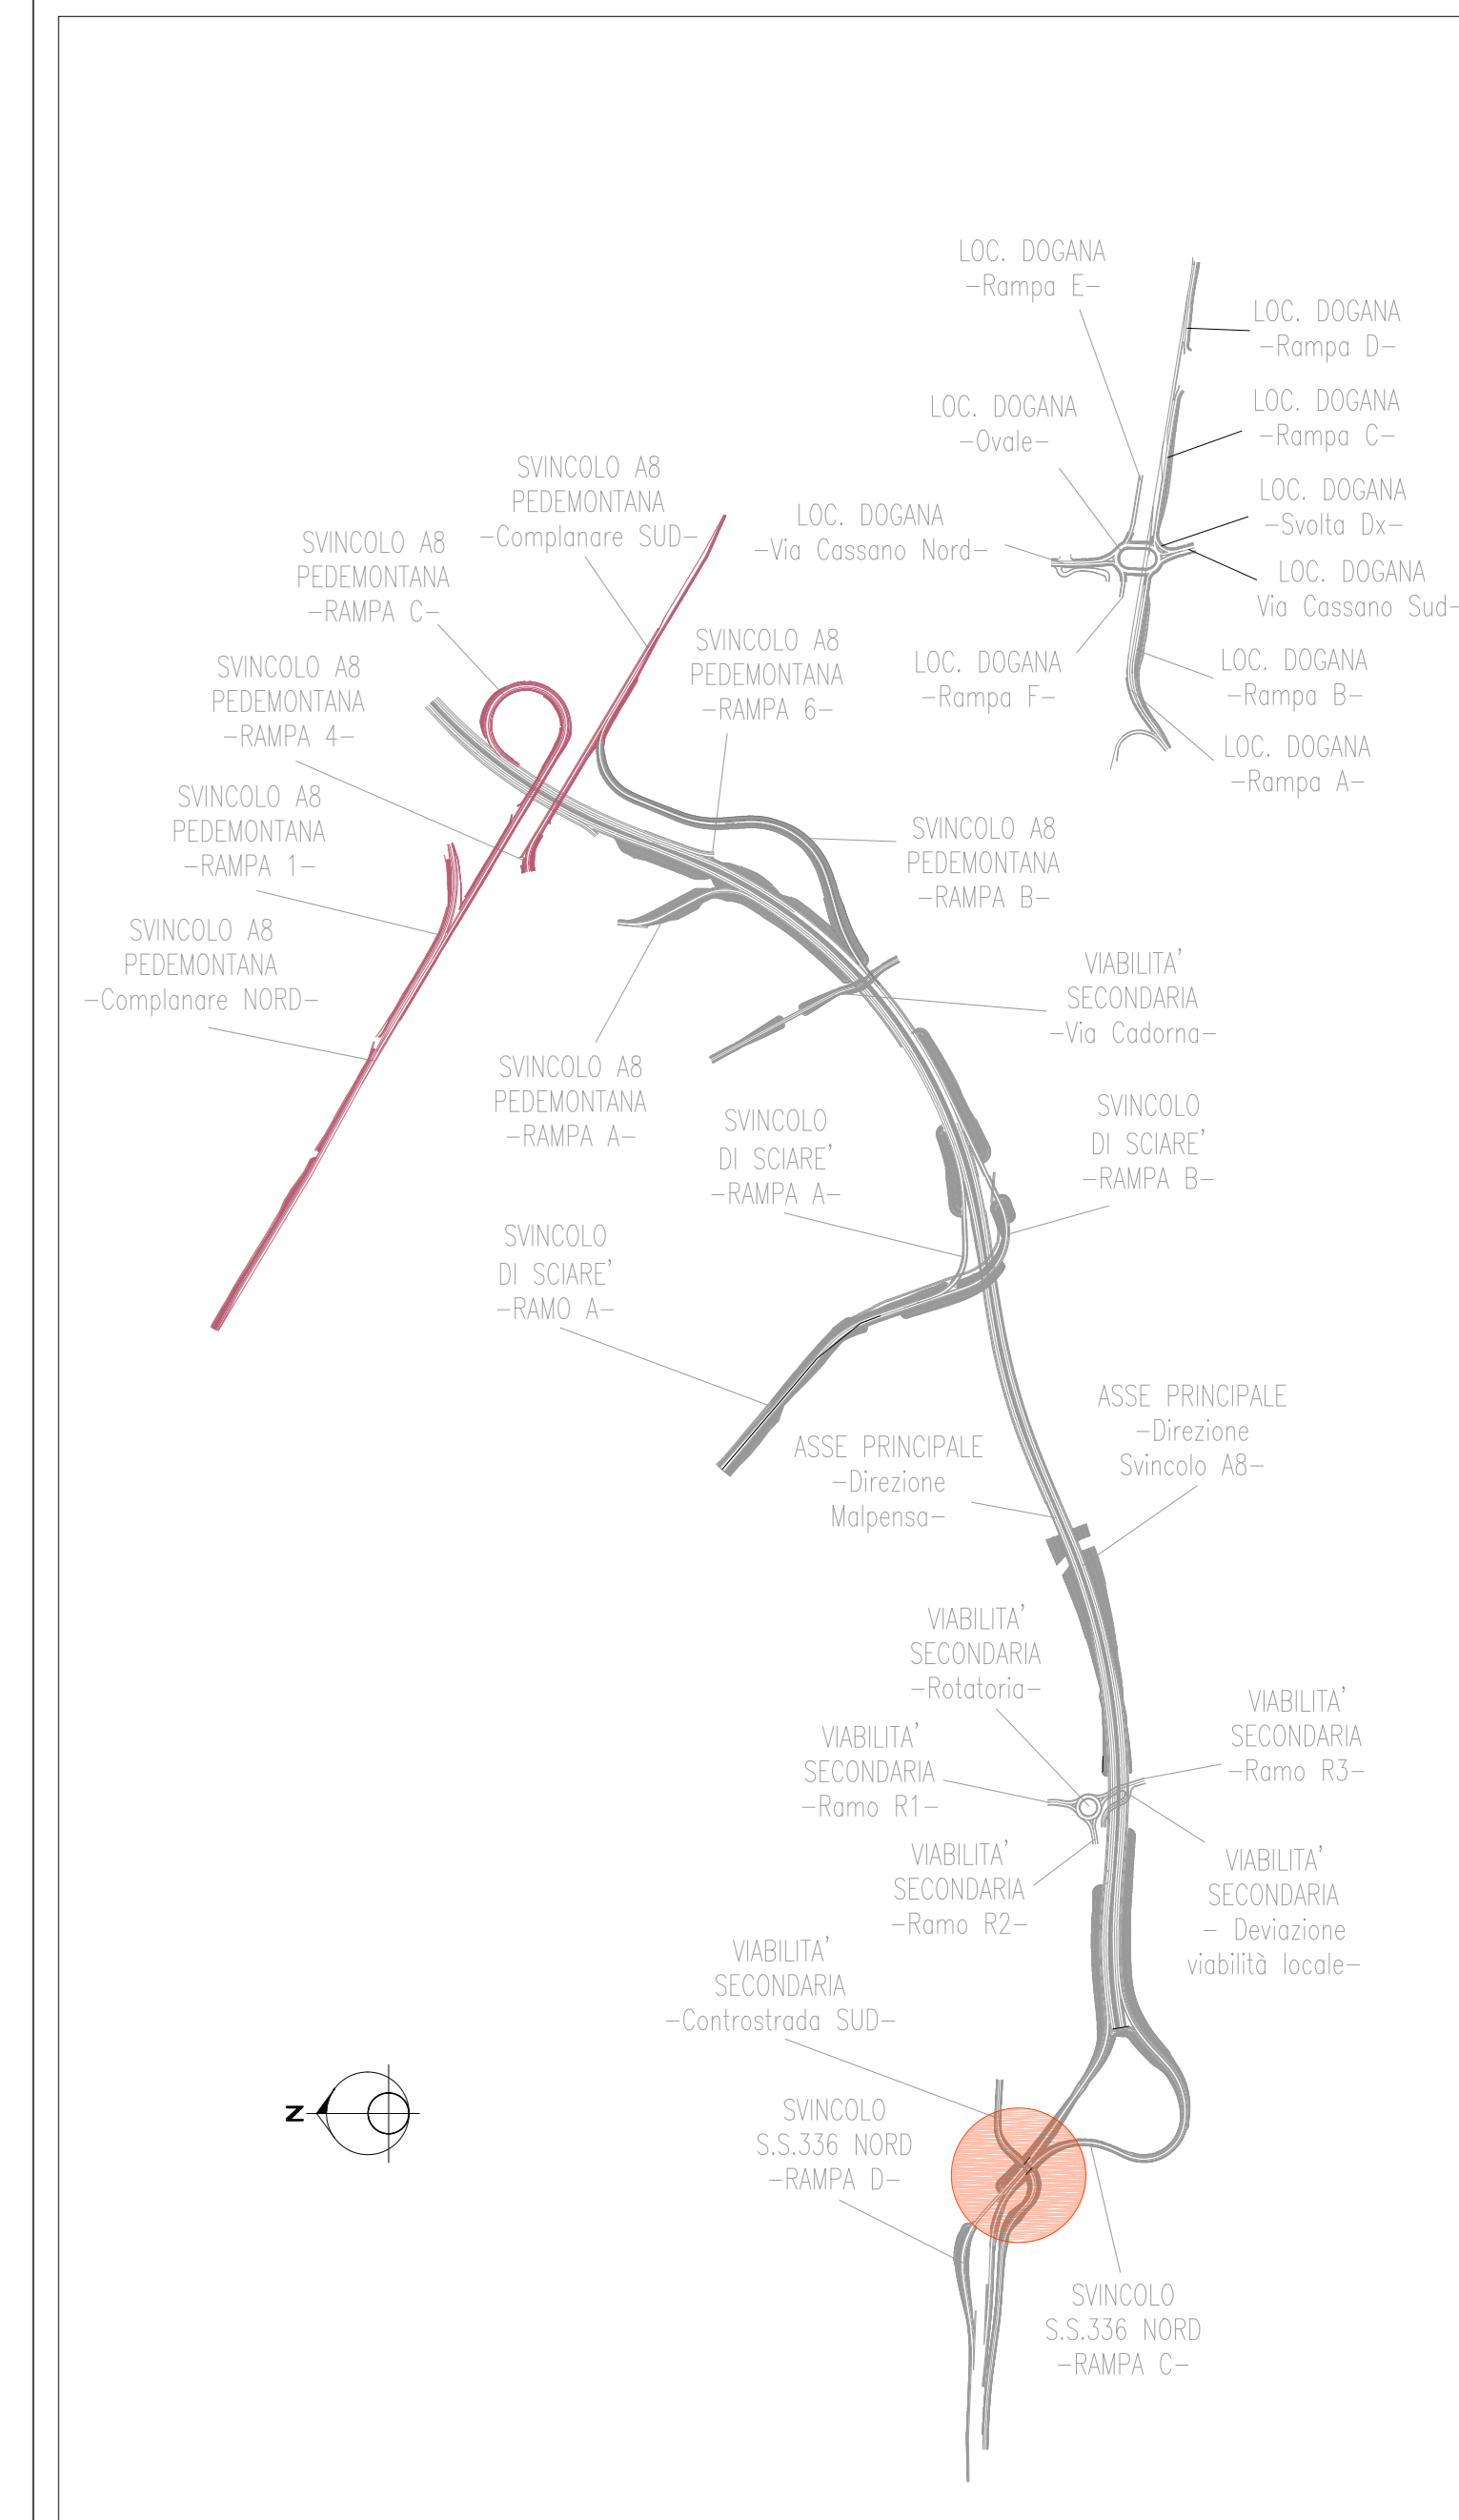 LOC. DOGANA
-Rampa E-
LOC. DOGANA
-Rampa D-
LOC. DOGANA
-Ovale-
LOC. DOGANA
-Rampa C-
SVINCOLO A8
PEDEMONTANA
-Complanare SUD-
LOC. DOGANA
-Svolta Dx-
LOC. DOGANA
-Via Cassano Nord-
SVINCOLO A8
PEDEMONTANA
-RAMPA C-
LOC. DOGANA
Via Cassano Sud-
SVINCOLO A8
PEDEMONTANA
-RAMPA 6-
LOC. DOGANA
-Rampa F-
LOC. DOGANA
-Rampa B-
SVINCOLO A8
PEDEMONTANA
-RAMPA 4-
LOC. DOGANA
-Rampa A-
SVINCOLO A8
PEDEMONTANA
-RAMPA 1-
SVINCOLO A8
PEDEMONTANA
-RAMPA B-
SVINCOLO A8
PEDEMONTANA
-Complanare NORD-
VIABILITA'
SECONDARIA
-Via Cadorna-
SVINCOLO A8
PEDEMONTANA
-RAMPA A-
SVINCOLO
DI SCIARE'
-RAMPA A-
SVINCOLO
DI SCIARE'
-RAMPA B-
SVINCOLO
DI SCIARE'
-RAMO A-
ASSE PRINCIPALE
-Direzione
Svincolo A8-
ASSE PRINCIPALE
-Direzione
Malpensa-
VIABILITA'
SECONDARIA
-Rotatoria-
VIABILITA'
SECONDARIA
-Ramo R3-
VIABILITA'
SECONDARIA
-Ramo R1-
VIABILITA'
SECONDARIA
-Ramo R2-
VIABILITA'
SECONDARIA
- Deviazione
viabilità locale-
VIABILITA'
SECONDARIA
-Controstrada SUD-
N
SVINCOLO
S.S.336 NORD
-RAMPA D-
SVINCOLO
S.S.336 NORD
-RAMPA C-